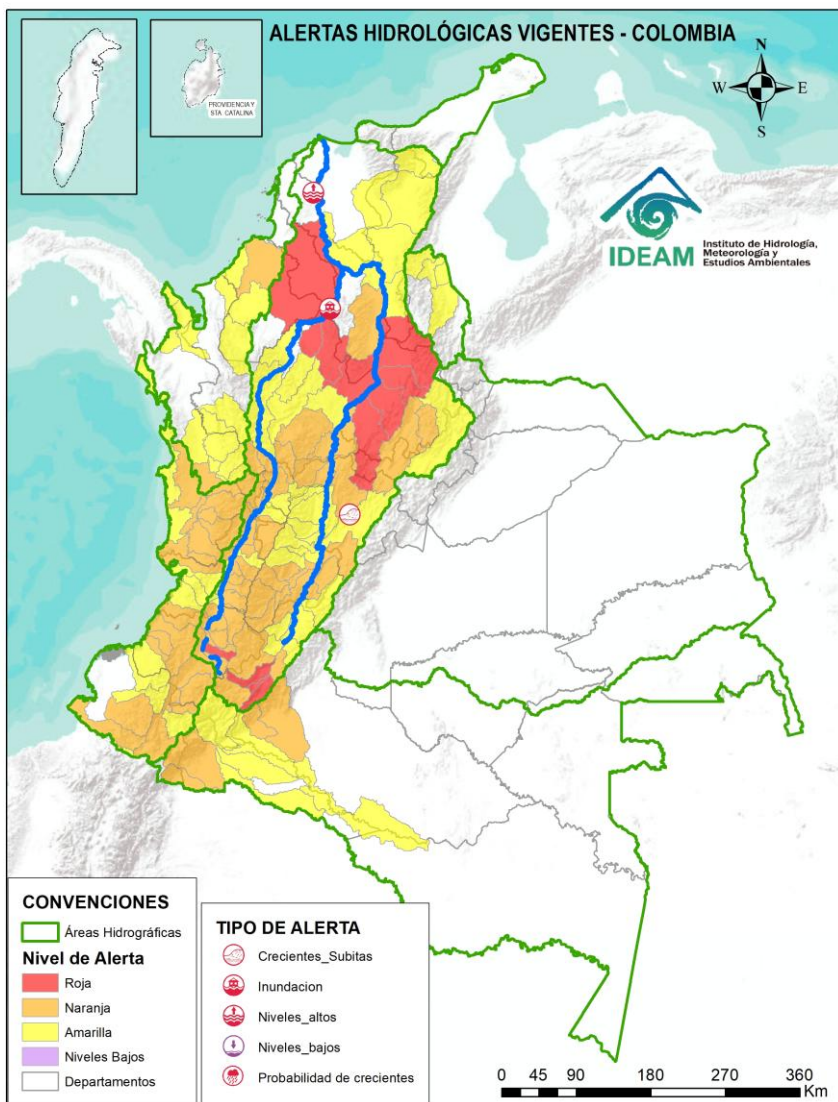 ALERTAS HIDROLÓGICAS VIGENTES - COLOMBIA
PROVIDENCIA Y
STA CATALINA
N
W
E
S
IDEAM
Instituto de Hidrología,
Meteorología y
Estudios Ambientales
CONVENCIONES
Áreas Hidrográficas
Nivel de Alerta
Roja
Naranja
Amarilla
Niveles Bajos
Departamentos
TIPO DE ALERTA
Crecientes_Subitas
Inundacion
Niveles_altos
Niveles_bajos
Probabilidad de crecientes
0 45 90 180 270 360
Km